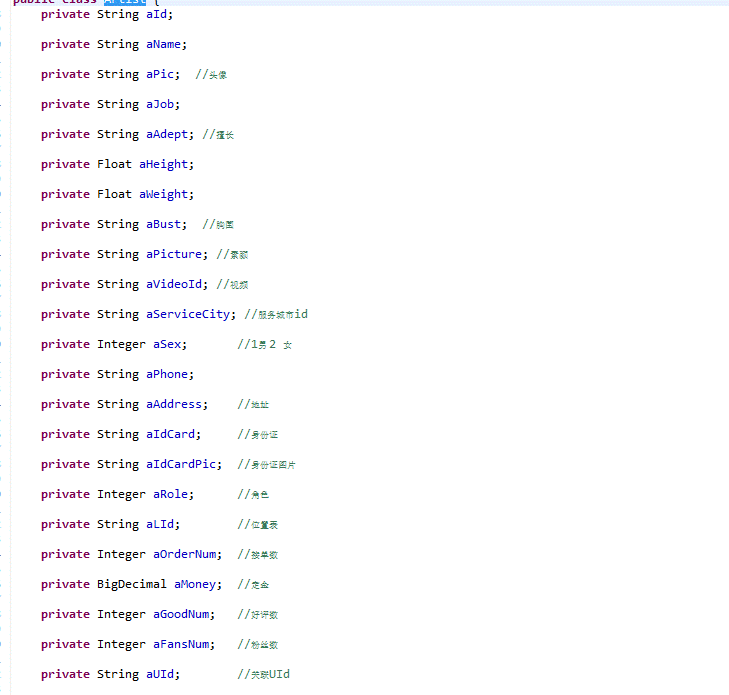 public class Artist {
private String aId;
private String aName;
private String aPic; //头像
private String aJob;
private String aAdept; //擅长
private Float aHeight;
private Float aWeight;
private String aBust; //胸围
private String aPicture; //素颜
private String aVideoId; //视频
private String aServiceCity; //服务城市id
private Integer aSex; //1男 2 女
private String aPhone;
private String aAddress; //地址
private String aIdCard; //身份证
private String aIdCardPic; //身份证图片
private Integer aRole; //角色
private String aLId; //位置表
private Integer aOrderNum; //接单数
private BigDecimal aMoney; //定金
private Integer aGoodNum; //好评数
private Integer aFansNum; //粉丝数
private String aUId; //关联UId